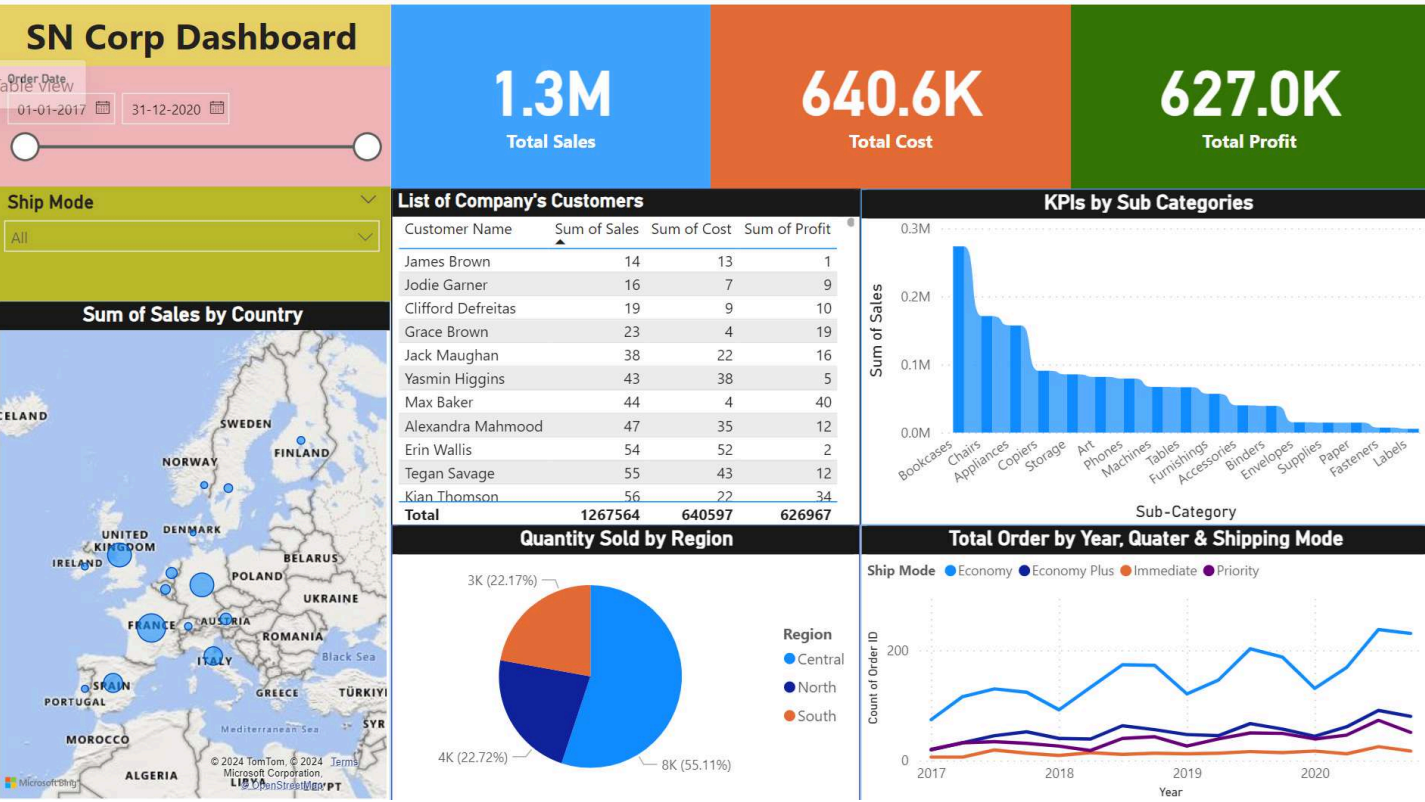 SN Corp Dashboard
Order Date
able view
01-01-2017 31-12-2020
Ship Mode
All
1.3M
Total Sales
640.6K
Total Cost
627.0K
Total Profit
Sum of Sales by Country
ICELAND
SWEDEN
FINLAND
NORWAY
UNITED
KINGDOM
DENMARK
IRELAND
BELARUS
POLAND
UKRAINE
FRANCE
AUSTRIA
ROMANIA
ITALY
Black Sea
SPAIN
PORTUGAL
GREECE
TÜRKIY
Mediterranean Sea
SYR
MOROCCO
ALGERIA
© 2024 TomTom, © 2024 Terms
Microsoft Corporation,
© OpenStreetMap
LIBYA
EGYPT
Microsoft Bing
List of Company's Customers
Customer Name Sum of Sales Sum of Cost Sum of Profit
James Brown 14 13 1
Jodie Garner 16 7 9
Clifford Defreitas 19 9 10
Grace Brown 23 4 19
Jack Maughan 38 22 16
Yasmin Higgins 43 38 5
Max Baker 44 4 40
Alexandra Mahmood 47 35 12
Erin Wallis 54 52 2
Tegan Savage 55 43 12
Kian Thomson 56 22 34
Total 1267564 640597 626967
KPIs by Sub Categories
Sum of Sales
0.3M
0.2M
0.1M
0.0M
Bookcases
Chairs
Appliances
Copiers
Storage
Art
Phones
Machines
Tables
Furnishings
Accessories
Binders
Envelopes
Supplies
Paper
Fasteners
Labels
Sub-Category
Quantity Sold by Region
3K (22.17%)
4K (22.72%)
8K (55.11%)
Region
Central
North
South
Total Order by Year, Quater & Shipping Mode
Ship Mode Economy Economy Plus Immediate Priority
Count of Order ID
200
0
2017 2018 2019 2020
Year